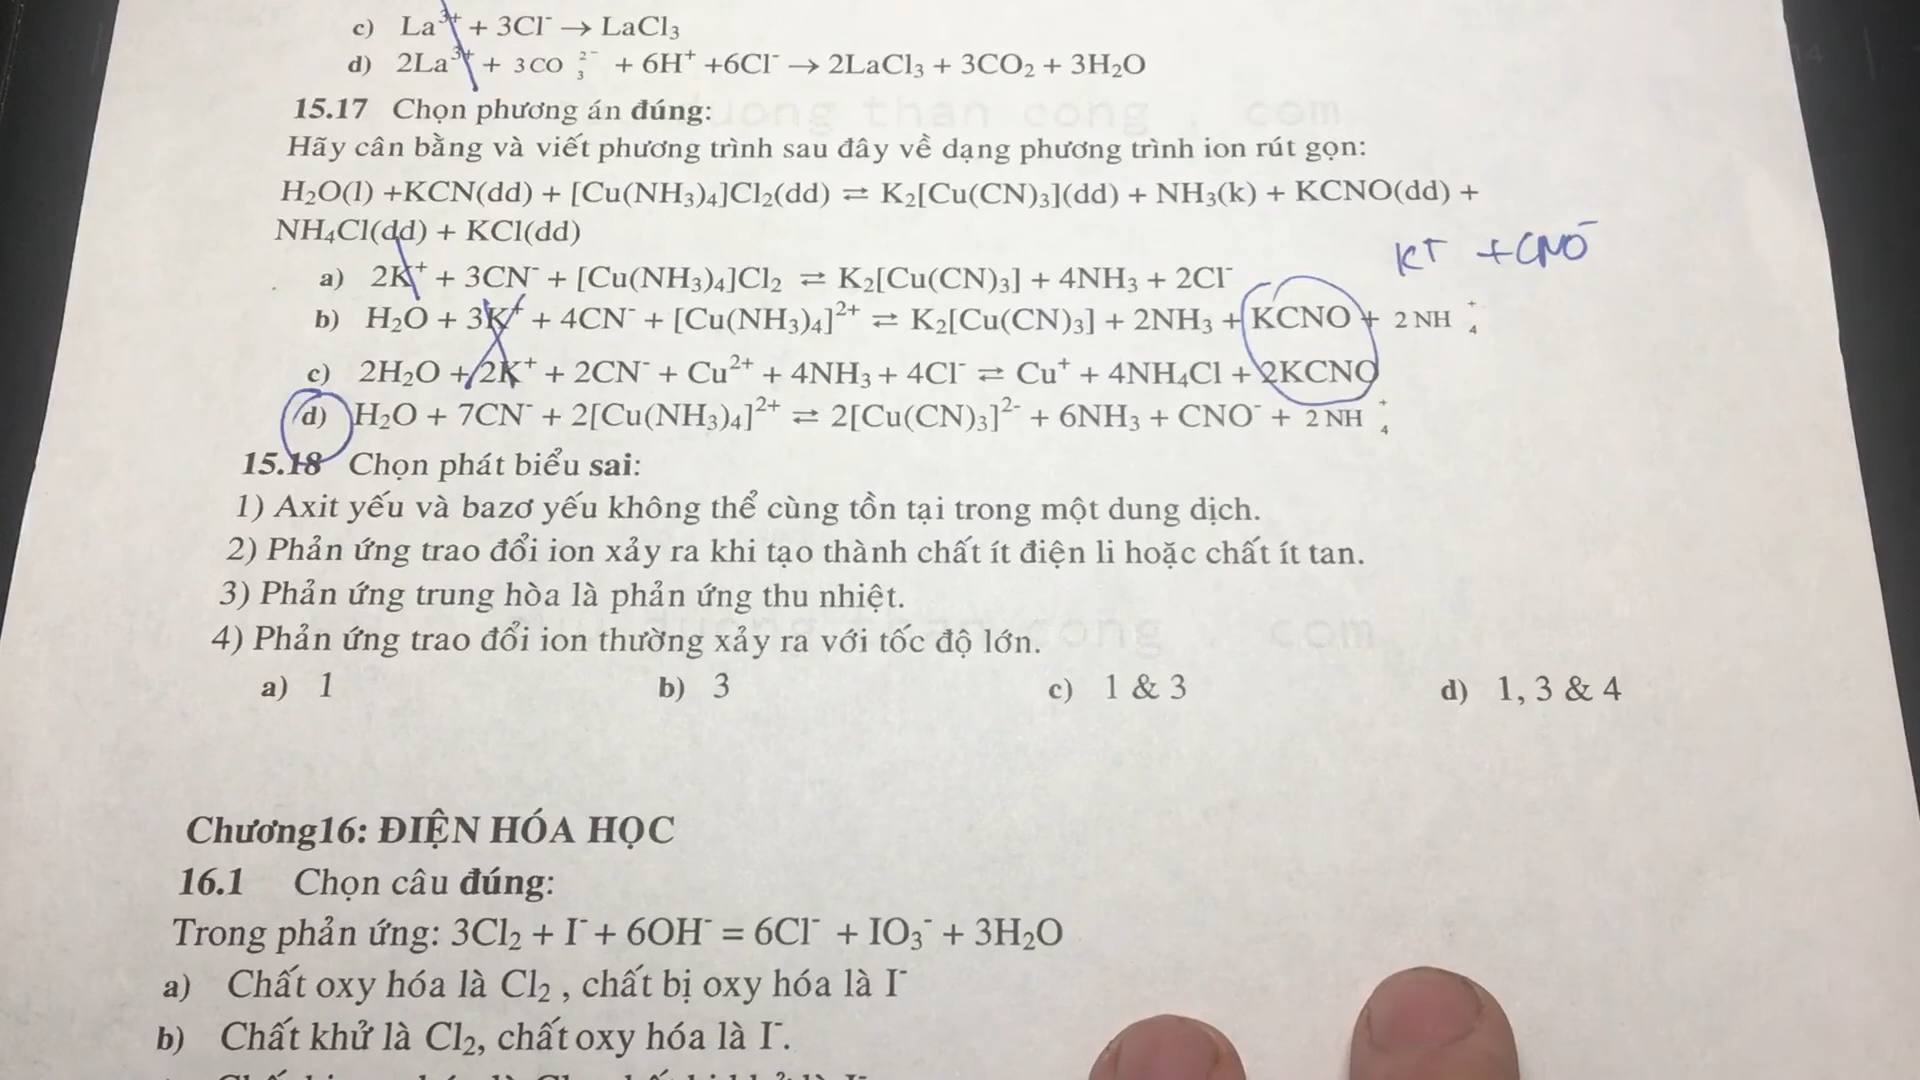 c) La³⁺ + 3Cl⁻ → LaCl₃
d) 2La³⁺ + 3CO₃²⁻ + 6H⁺ +6Cl⁻ → 2LaCl₃ + 3CO₂ + 3H₂O
15.17 Chọn phương án đúng:
Hãy cân bằng và viết phương trình sau đây về dạng phương trình ion rút gọn:
H₂O(l) +KCN(dd) + [Cu(NH₃)₄]Cl₂(dd) ⇌ K₂[Cu(CN)₃](dd) + NH₃(k) + KCNO(dd) +
NH₄Cl(dd) + KCl(dd)
K⁺ + CNO⁻
a) 2K⁺ + 3CN⁻ + [Cu(NH₃)₄]Cl₂ ⇌ K₂[Cu(CN)₃] + 4NH₃ + 2Cl⁻
b) H₂O + 3K⁺ + 4CN⁻ + [Cu(NH₃)₄]²⁺ ⇌ K₂[Cu(CN)₃] + 2NH₃ + KCNO + 2NH₄⁺
c) 2H₂O + 2K⁺ + 2CN⁻ + Cu²⁺ + 4NH₃ + 4Cl⁻ ⇌ Cu⁺ + 4NH₄Cl + 2KCNO
d) H₂O + 7CN⁻ + 2[Cu(NH₃)₄]²⁺ ⇌ 2[Cu(CN)₃]²⁻ + 6NH₃ + CNO⁻ + 2NH₄⁺
15.18 Chọn phát biểu sai:
1) Axit yếu và bazơ yếu không thể cùng tồn tại trong một dung dịch.
2) Phản ứng trao đổi ion xảy ra khi tạo thành chất ít điện li hoặc chất ít tan.
3) Phản ứng trung hòa là phản ứng thu nhiệt.
4) Phản ứng trao đổi ion thường xảy ra với tốc độ lớn.
a) 1 b) 3 c) 1 & 3 d) 1, 3 & 4
Chương16: ĐIỆN HÓA HỌC
16.1 Chọn câu đúng:
Trong phản ứng: 3Cl₂ + I⁻ + 6OH⁻ = 6Cl⁻ + IO₃⁻ + 3H₂O
a) Chất oxy hóa là Cl₂ , chất bị oxy hóa là I⁻
b) Chất khử là Cl₂, chất oxy hóa là I⁻.